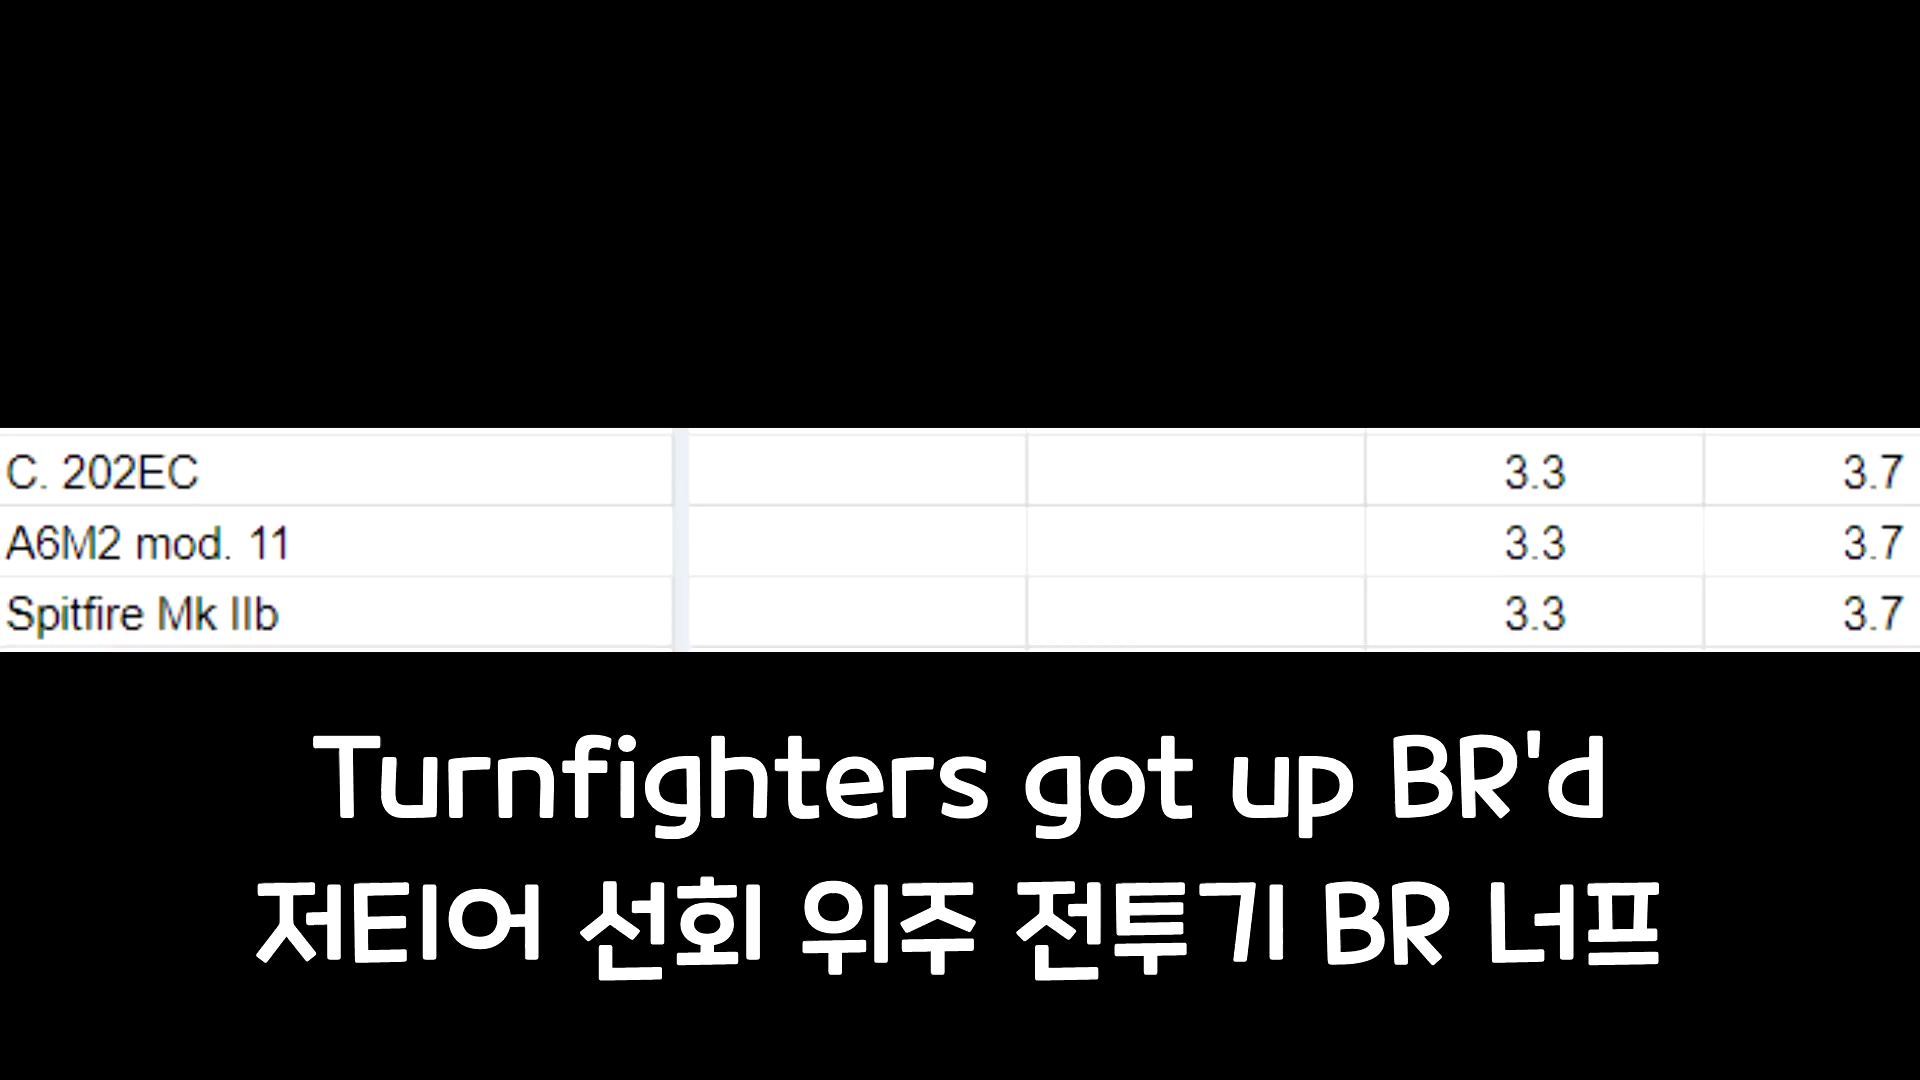 C. 202EC 3.3 3.7
A6M2 mod. 11 3.3 3.7
Spitfire Mk IIb 3.3 3.7
Turnfighters got up BR'd
저티어 선회 위주 전투기 BR 너프